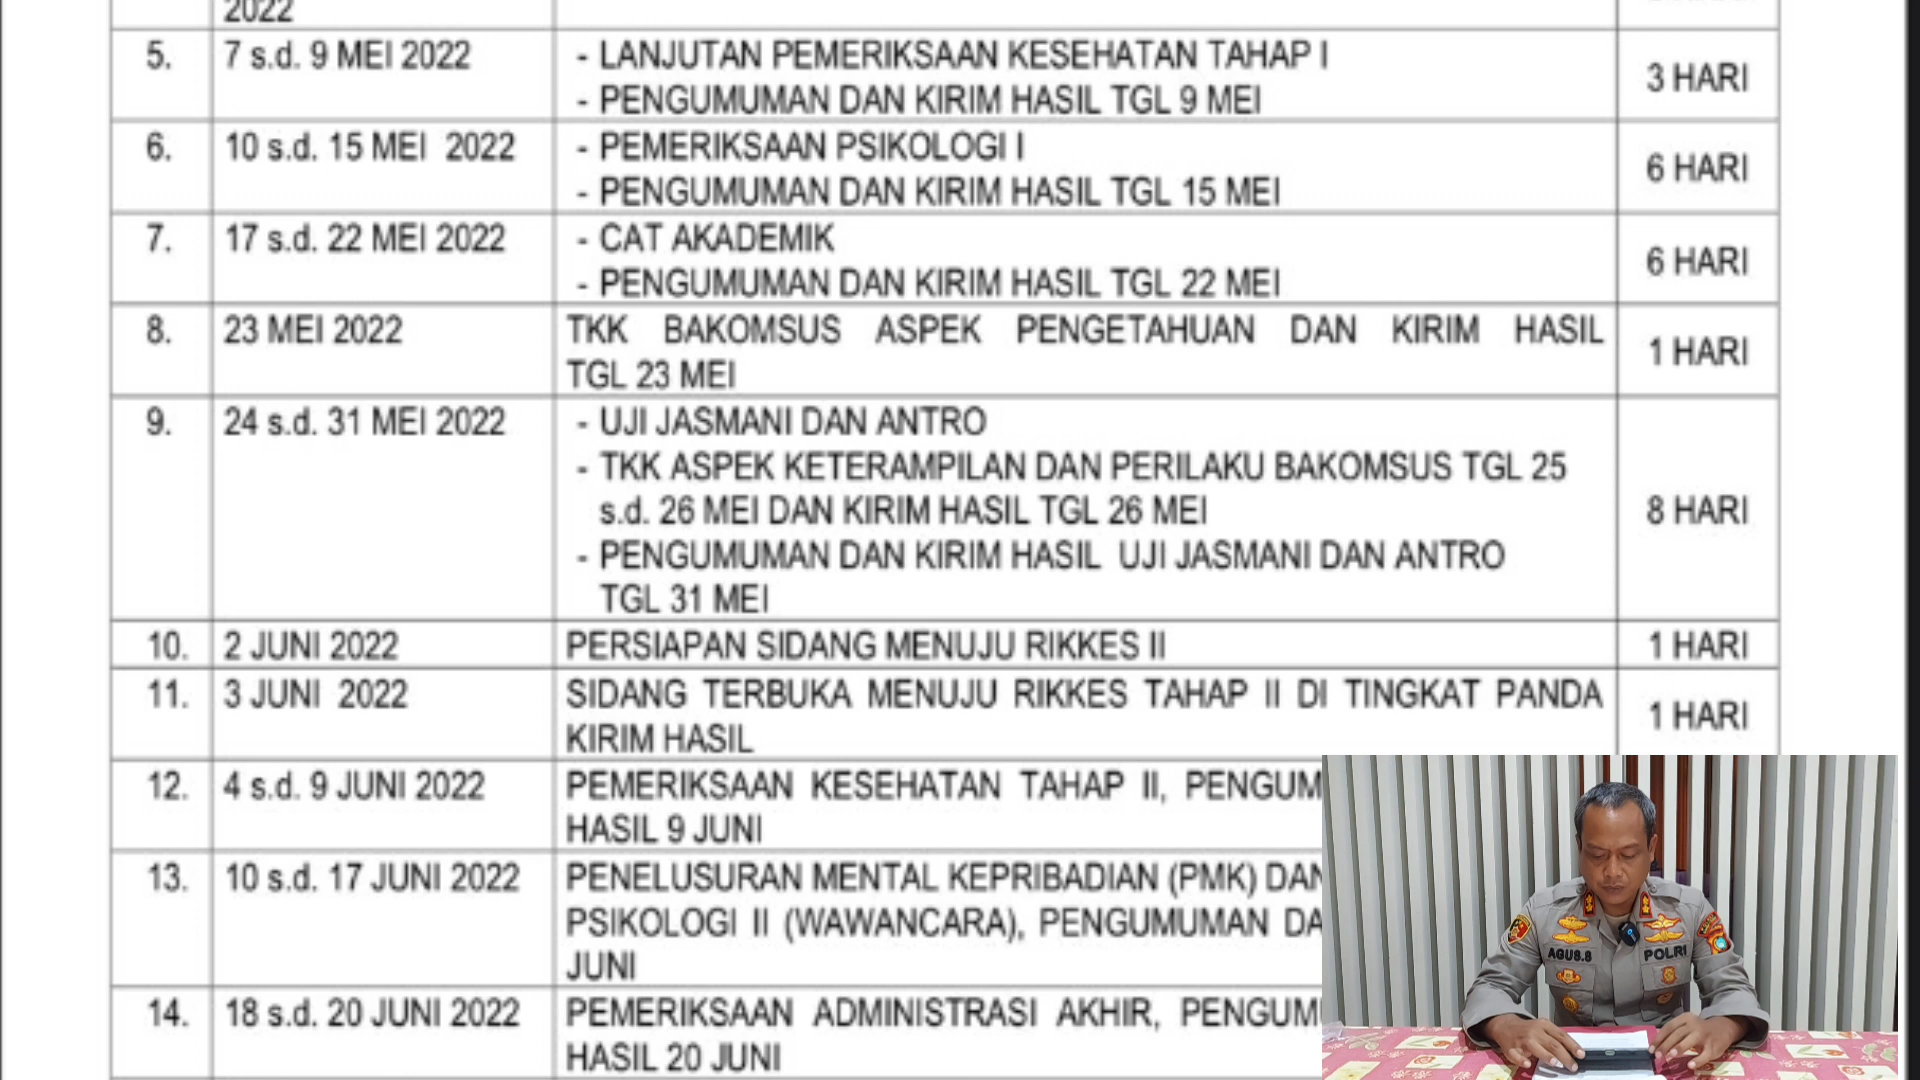 2022
5. 7 s.d. 9 MEI 2022 - LANJUTAN PEMERIKSAAN KESEHATAN TAHAP I
- PENGUMUMAN DAN KIRIM HASIL TGL 9 MEI
3 HARI
6. 10 s.d. 15 MEI 2022 - PEMERIKSAAN PSIKOLOGI I
- PENGUMUMAN DAN KIRIM HASIL TGL 15 MEI
6 HARI
7. 17 s.d. 22 MEI 2022 - CAT AKADEMIK
- PENGUMUMAN DAN KIRIM HASIL TGL 22 MEI
6 HARI
8. 23 MEI 2022 TKK BAKOMSUS ASPEK PENGETAHUAN DAN KIRIM HASIL
TGL 23 MEI
1 HARI
9. 24 s.d. 31 MEI 2022 - UJI JASMANI DAN ANTRO
- TKK ASPEK KETERAMPILAN DAN PERILAKU BAKOMSUS TGL 25
s.d. 26 MEI DAN KIRIM HASIL TGL 26 MEI
- PENGUMUMAN DAN KIRIM HASIL UJI JASMANI DAN ANTRO
TGL 31 MEI
8 HARI
10. 2 JUNI 2022 PERSIAPAN SIDANG MENUJU RIKKES II 1 HARI
11. 3 JUNI 2022 SIDANG TERBUKA MENUJU RIKKES TAHAP II DI TINGKAT PANDA
KIRIM HASIL
1 HARI
12. 4 s.d. 9 JUNI 2022 PEMERIKSAAN KESEHATAN TAHAP II, PENGUM
HASIL 9 JUNI
13. 10 s.d. 17 JUNI 2022 PENELUSURAN MENTAL KEPRIBADIAN (PMK) DAN
PSIKOLOGI II (WAWANCARA), PENGUMUMAN DA
JUNI
14. 18 s.d. 20 JUNI 2022 PEMERIKSAAN ADMINISTRASI AKHIR, PENGUM
HASIL 20 JUNI
AGUS.S POLRI